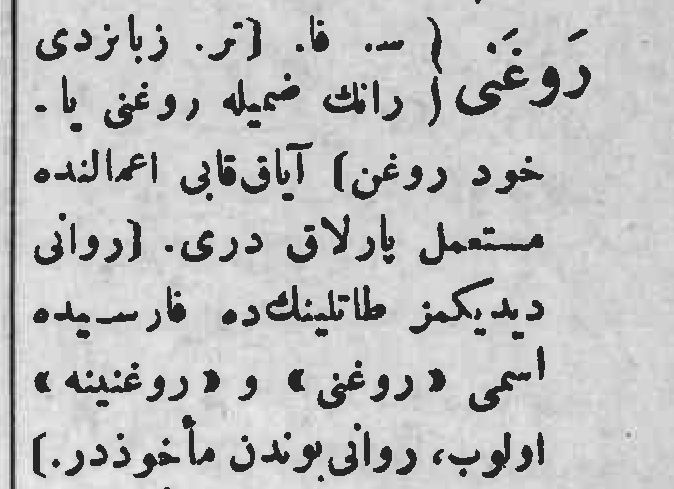 رَوغَنی ( سـ. فا. [تر. زبانزدی
( رانك ضمیله روغنی یا -
خود روغن] آیاق‌قابی اعمالنده
مستعمل پارلاق دری. [روانی
دیدیکمز طاتلینك‌ده فارسیده
اسمی «روغنی» و «روغنینه»
اولوب، روانی بوندن مأخوذدر.]